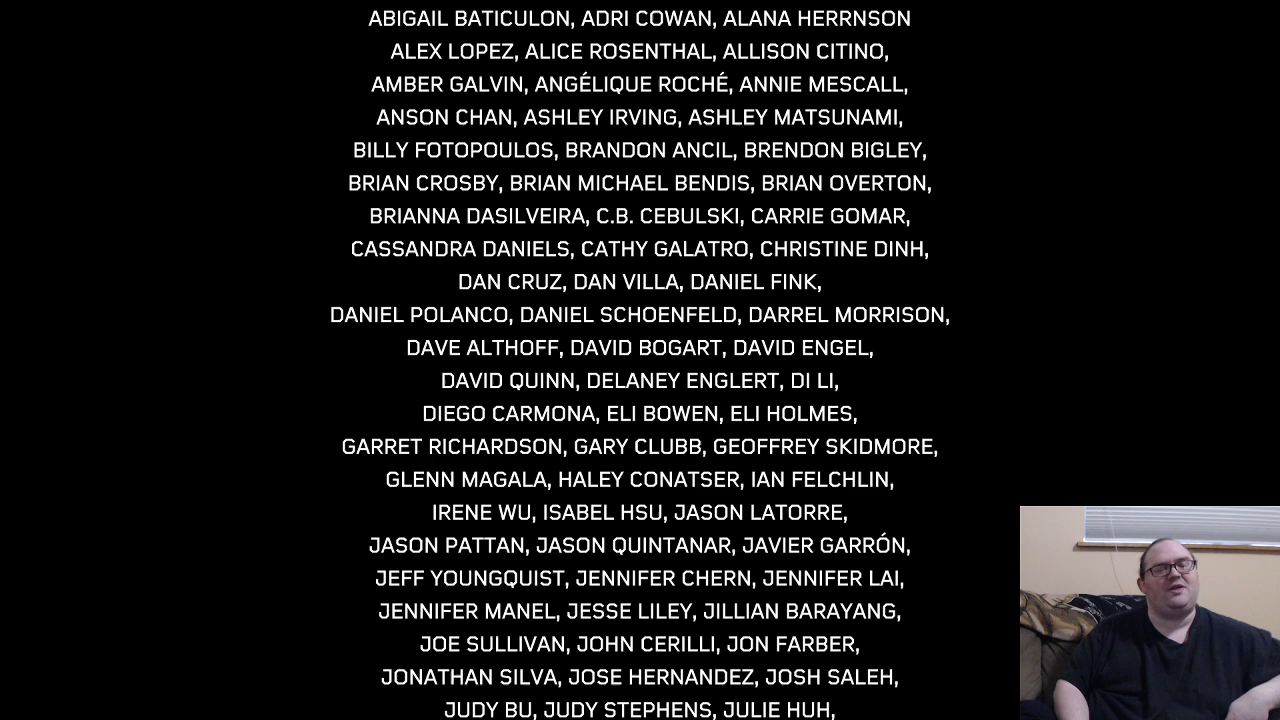 ABIGAIL BATICULON, ADRI COWAN, ALANA HERRNSON
ALEX LOPEZ, ALICE ROSENTHAL, ALLISON CITINO,
AMBER GALVIN, ANGÉLIQUE ROCHÉ, ANNIE MESCALL,
ANSON CHAN, ASHLEY IRVING, ASHLEY MATSUNAMI,
BILLY FOTOPOULOS, BRANDON ANCIL, BRENDON BIGLEY,
BRIAN CROSBY, BRIAN MICHAEL BENDIS, BRIAN OVERTON,
BRIANNA DASILVEIRA, C.B. CEBULSKI, CARRIE GOMAR,
CASSANDRA DANIELS, CATHY GALATRO, CHRISTINE DINH,
DAN CRUZ, DAN VILLA, DANIEL FINK,
DANIEL POLANCO, DANIEL SCHOENFELD, DARREL MORRISON,
DAVE ALTHOFF, DAVID BOGART, DAVID ENGEL,
DAVID QUINN, DELANEY ENGLERT, DI LI,
DIEGO CARMONA, ELI BOWEN, ELI HOLMES,
GARRET RICHARDSON, GARY CLUBB, GEOFFREY SKIDMORE,
GLENN MAGALA, HALEY CONATSER, IAN FELCHLIN,
IRENE WU, ISABEL HSU, JASON LATORRE,
JASON PATTAN, JASON QUINTANAR, JAVIER GARRÓN,
JEFF YOUNGQUIST, JENNIFER CHERN, JENNIFER LAI,
JENNIFER MANEL, JESSE LILEY, JILLIAN BARAYANG,
JOE SULLIVAN, JOHN CERILLI, JON FARBER,
JONATHAN SILVA, JOSE HERNANDEZ, JOSH SALEH,
JUDY BU, JUDY STEPHENS, JULIE HUH,